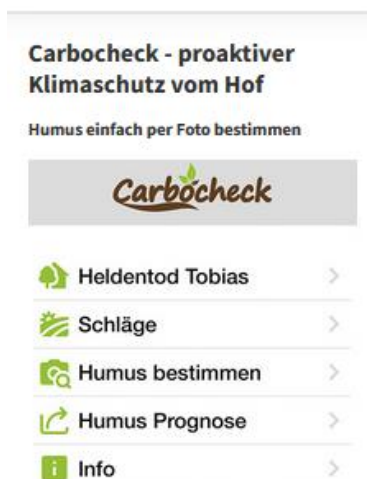 Carbocheck - proaktiver
Klimaschutz vom Hof
Humus einfach per Foto bestimmen
Carbocheck
Heldentod Tobias
Schläge
Humus bestimmen
Humus Prognose
Info